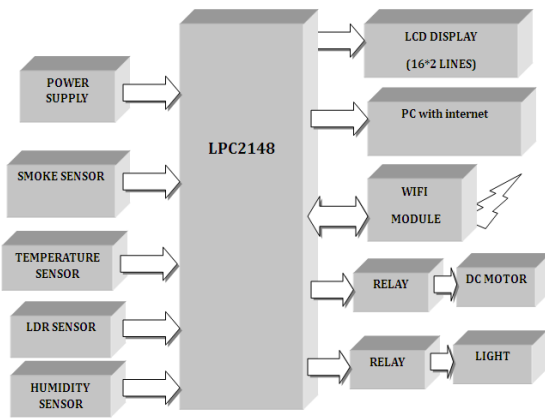 POWER
SUPPLY
SMOKE SENSOR
TEMPERATURE
SENSOR
LDR SENSOR
HUMIDITY
SENSOR
LPC2148
LCD DISPLAY
(16*2 LINES)
PC with internet
WIFI
MODULE
RELAY
DC MOTOR
RELAY
LIGHT